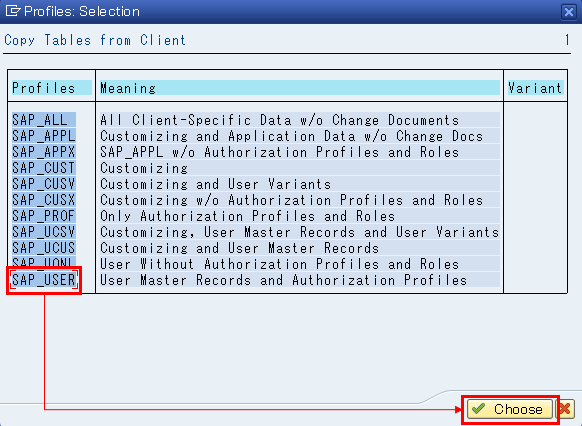 Profiles: Selection
Copy Tables from Client 1
Profiles Meaning Variant
SAP_ALL All Client-Specific Data w/o Change Documents
SAP_APPL Customizing and Application Data w/o Change Docs
SAP_APPX SAP_APPL w/o Authorization Profiles and Roles
SAP_CUST Customizing
SAP_CUSV Customizing and User Variants
SAP_CUSX Customizing w/o Authorization Profiles and Roles
SAP_PROF Only Authorization Profiles and Roles
SAP_UCSV Customizing, User Master Records and User Variants
SAP_UCUS Customizing and User Master Records
SAP_UONL User Without Authorization Profiles and Roles
SAP_USER User Master Records and Authorization Profiles
Choose